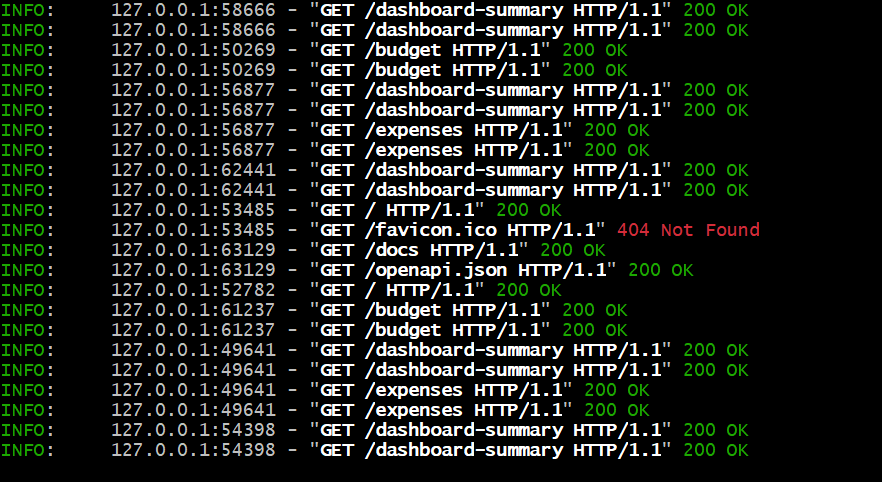 INFO:     127.0.0.1:58666 - "GET /dashboard-summary HTTP/1.1" 200 OK
INFO:     127.0.0.1:58666 - "GET /dashboard-summary HTTP/1.1" 200 OK
INFO:     127.0.0.1:50269 - "GET /budget HTTP/1.1" 200 OK
INFO:     127.0.0.1:50269 - "GET /budget HTTP/1.1" 200 OK
INFO:     127.0.0.1:56877 - "GET /dashboard-summary HTTP/1.1" 200 OK
INFO:     127.0.0.1:56877 - "GET /dashboard-summary HTTP/1.1" 200 OK
INFO:     127.0.0.1:56877 - "GET /expenses HTTP/1.1" 200 OK
INFO:     127.0.0.1:56877 - "GET /expenses HTTP/1.1" 200 OK
INFO:     127.0.0.1:62441 - "GET /dashboard-summary HTTP/1.1" 200 OK
INFO:     127.0.0.1:62441 - "GET /dashboard-summary HTTP/1.1" 200 OK
INFO:     127.0.0.1:53485 - "GET / HTTP/1.1" 200 OK
INFO:     127.0.0.1:53485 - "GET /favicon.ico HTTP/1.1" 404 Not Found
INFO:     127.0.0.1:63129 - "GET /docs HTTP/1.1" 200 OK
INFO:     127.0.0.1:63129 - "GET /openapi.json HTTP/1.1" 200 OK
INFO:     127.0.0.1:52782 - "GET / HTTP/1.1" 200 OK
INFO:     127.0.0.1:61237 - "GET /budget HTTP/1.1" 200 OK
INFO:     127.0.0.1:61237 - "GET /budget HTTP/1.1" 200 OK
INFO:     127.0.0.1:49641 - "GET /dashboard-summary HTTP/1.1" 200 OK
INFO:     127.0.0.1:49641 - "GET /dashboard-summary HTTP/1.1" 200 OK
INFO:     127.0.0.1:49641 - "GET /expenses HTTP/1.1" 200 OK
INFO:     127.0.0.1:49641 - "GET /expenses HTTP/1.1" 200 OK
INFO:     127.0.0.1:54398 - "GET /dashboard-summary HTTP/1.1" 200 OK
INFO:     127.0.0.1:54398 - "GET /dashboard-summary HTTP/1.1" 200 OK